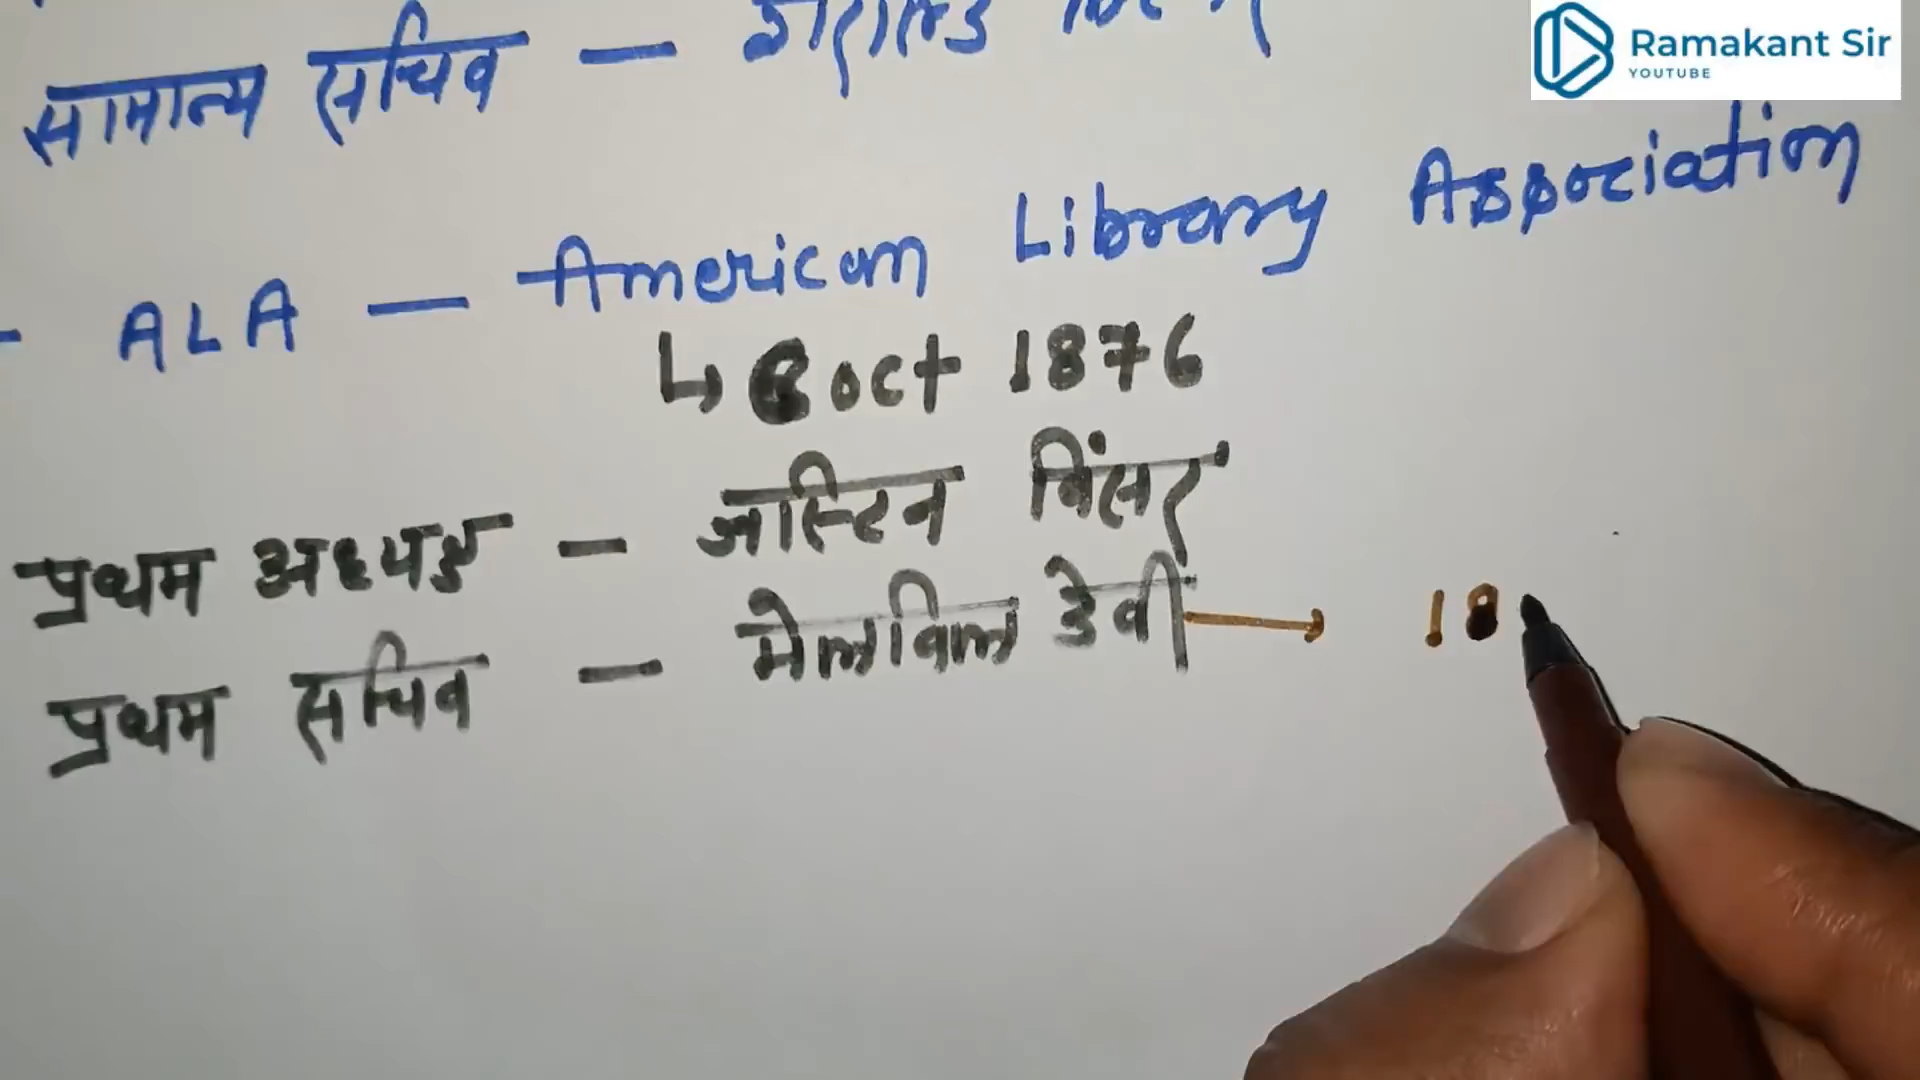 सामान्य सचिव —
Ramakant Sir
YOUTUBE
- ALA — American Library Association
↳ 6 oct 1876
प्रथम अध्यक्ष — जास्टिन विंसर
प्रथम सचिव — मेलविल डेवी → 18